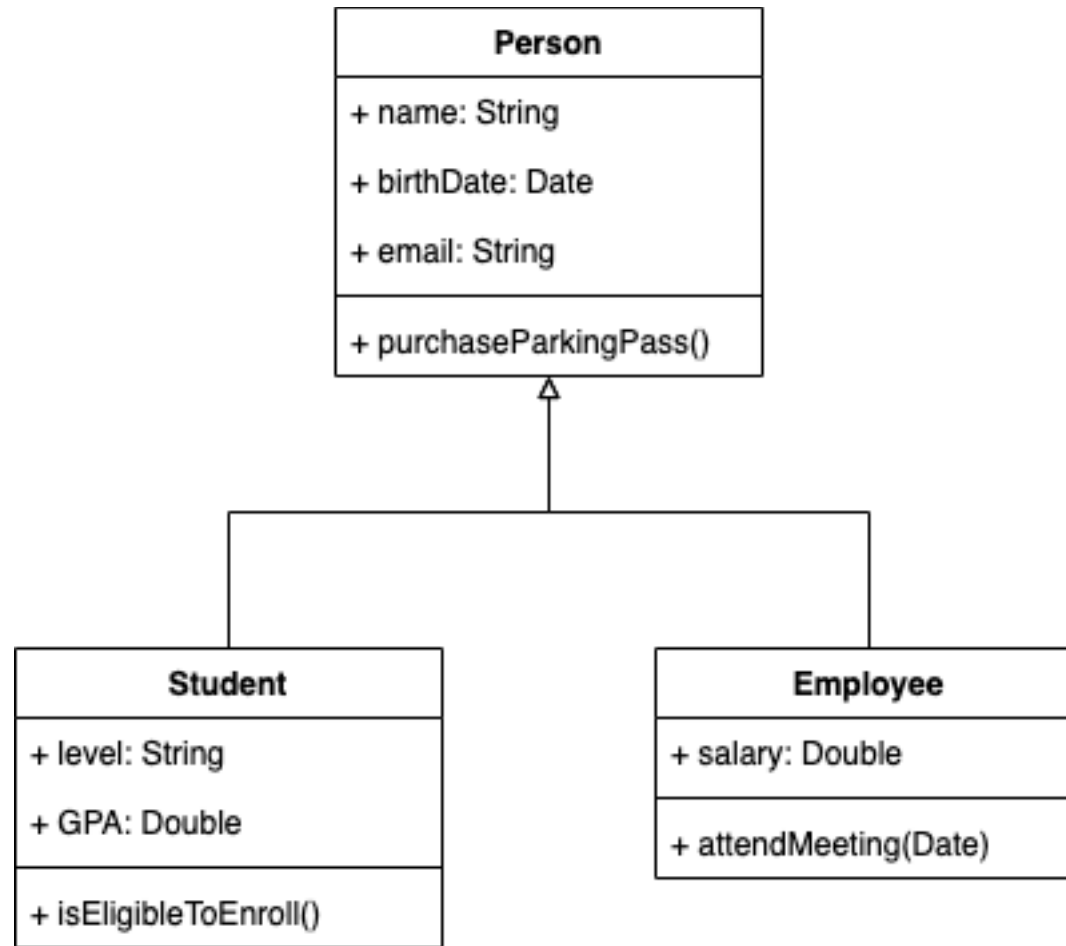 Person
+ name: String
+ birthDate: Date
+ email: String
+ purchaseParkingPass()
Student
+ level: String
+ GPA: Double
+ isEligibleToEnroll()
Employee
+ salary: Double
+ attendMeeting(Date)